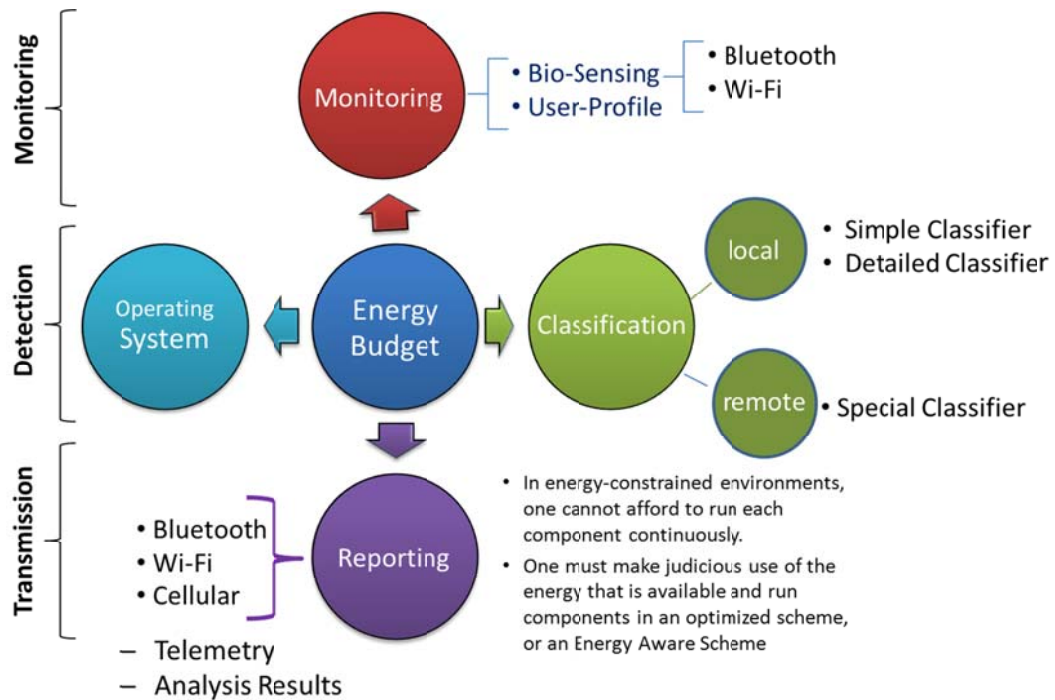 Monitoring
Monitoring
• Bio-Sensing
• User-Profile
• Bluetooth
• Wi-Fi
Detection
Operating
System
Energy
Budget
Classification
local
• Simple Classifier
• Detailed Classifier
remote
• Special Classifier
Transmission
• Bluetooth
• Wi-Fi
• Cellular
Reporting
– Telemetry
– Analysis Results
• In energy-constrained environments,
one cannot afford to run each
component continuously.
• One must make judicious use of the
energy that is available and run
components in an optimized scheme,
or an Energy Aware Scheme